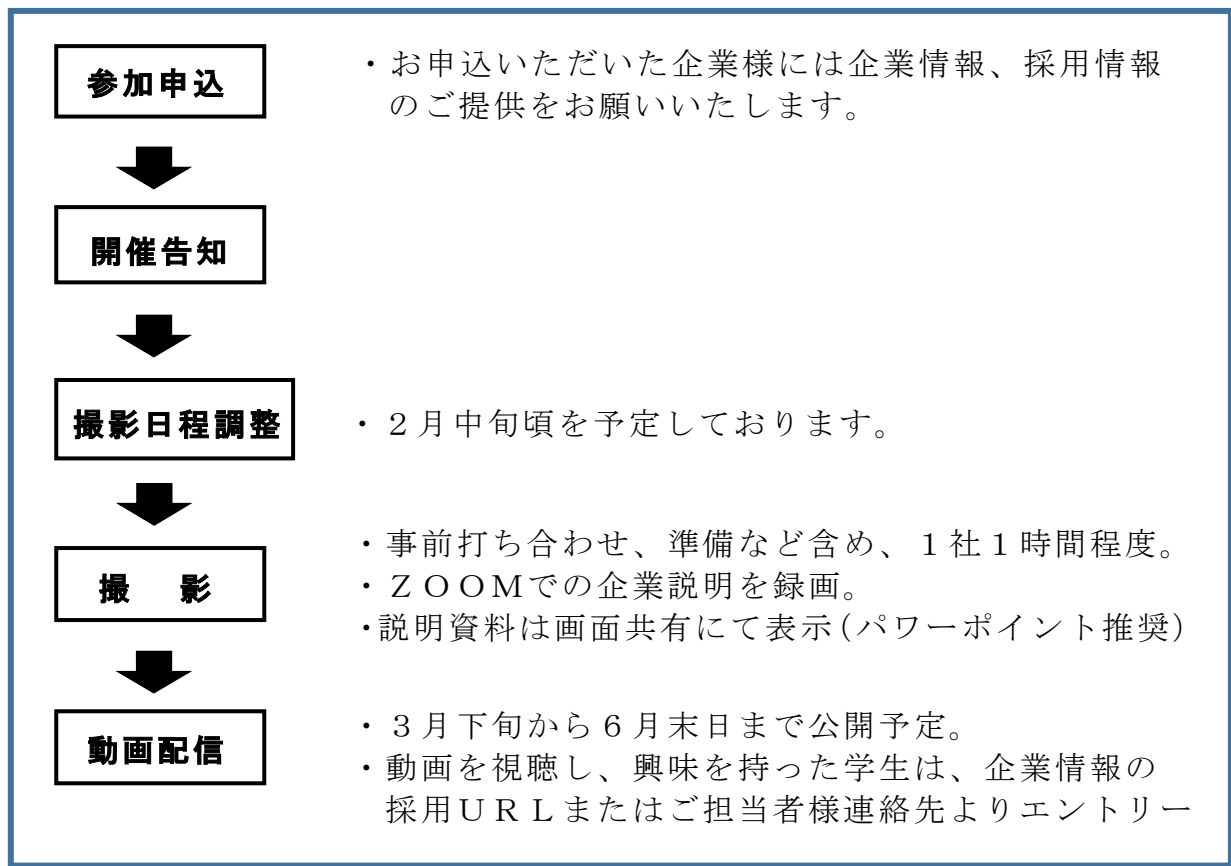 参加申込
・お申込いただいた企業様には企業情報、採用情報
のご提供をお願いいたします。
開催告知
撮影日程調整
・２月中旬頃を予定しております。
撮　影
・事前打ち合わせ、準備など含め、１社１時間程度。
・ＺＯＯＭでの企業説明を録画。
・説明資料は画面共有にて表示(パワーポイント推奨)
動画配信
・３月下旬から６月末日まで公開予定。
・動画を視聴し、興味を持った学生は、企業情報の
採用ＵＲＬまたはご担当者様連絡先よりエントリー